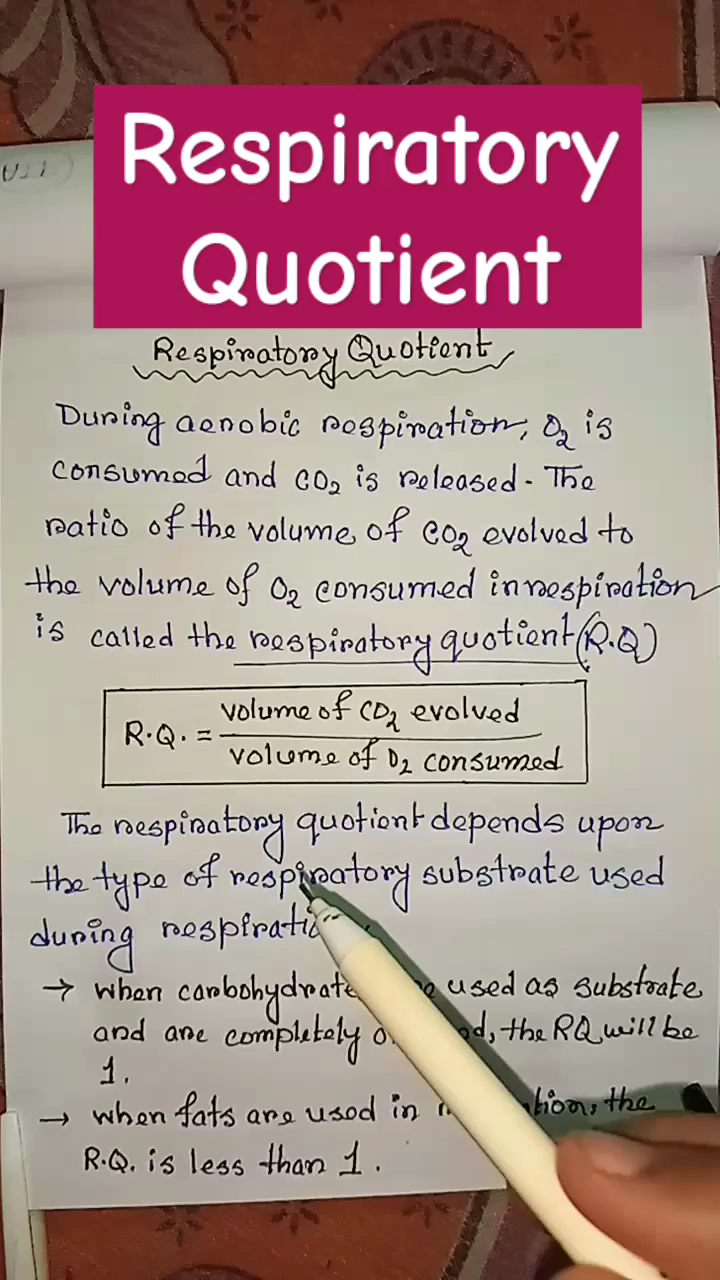 Respiratory
Quotient
Respiratory Quotient
During aerobic respiration, O₂ is
consumed and CO₂ is released. The
ratio of the volume of CO₂ evolved to
the volume of O₂ consumed in respiration
is called the respiratory quotient (R.Q)
R.Q. = volume of CO₂ evolved
volume of O₂ consumed
The respiratory quotient depends upon
the type of respiratory substrate used
during
→ when carbohydrate used as substrate
and are completely the RQ will be
1.
→ when fats are used in the
R.Q. is less than 1.